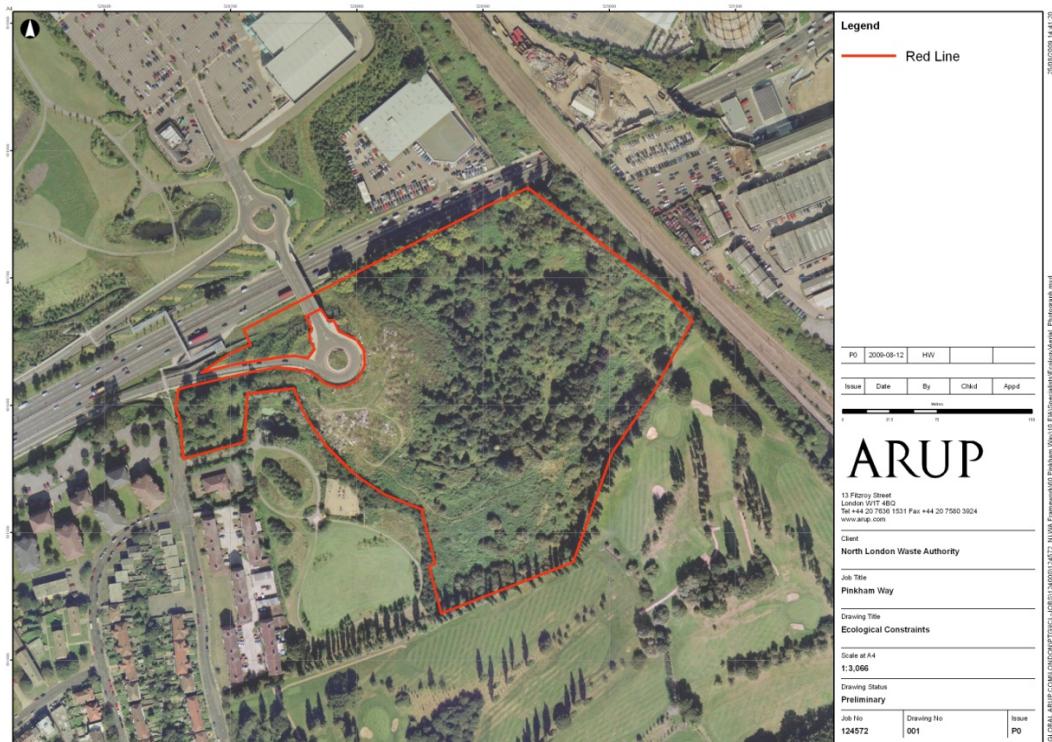 A4
Legend
Red Line
P0 2009-08-12 HW
Issue Date By Chkd Appd
Metres
ARUP
13 Fitzroy Street
London W1T 4BQ
Tel +44 20 7636 1531 Fax +44 20 7580 3924
www.arup.com
Client
North London Waste Authority
Job Title
Pinkham Way
Drawing Title
Ecological Constraints
Scale at A4
1:3,066
Drawing Status
Preliminary
Job No Drawing No Issue
124572 001 P0